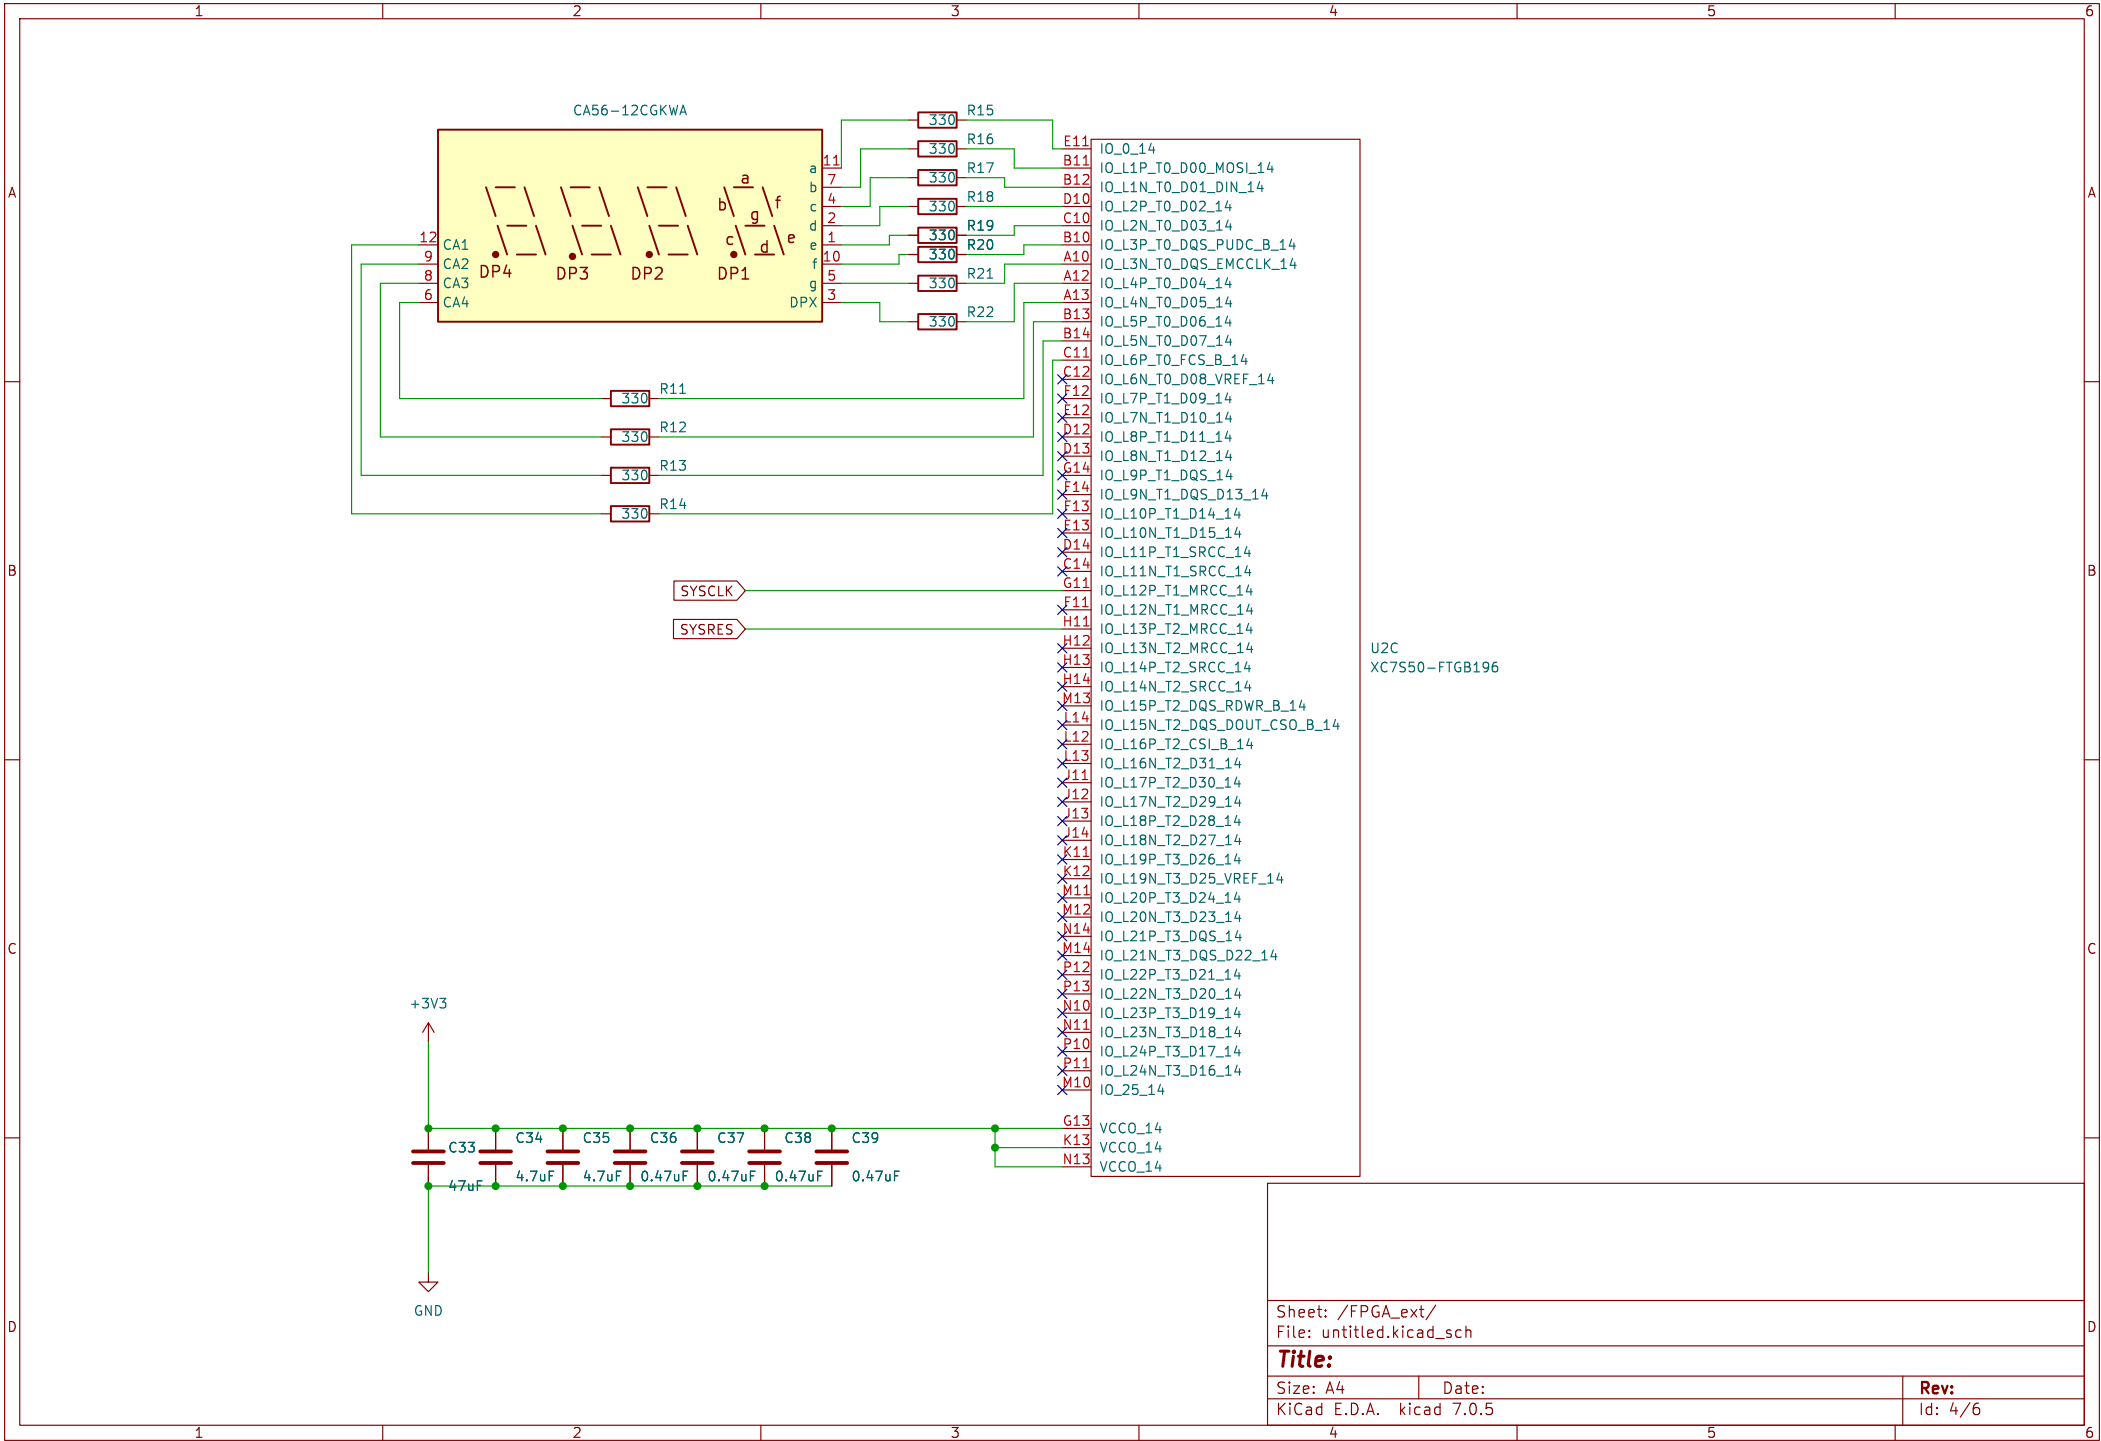 1 2 3 4 5 6
A A
B B
C C
D D
CA56-12CGKWA
a 11
b 7
c 4
d 2
e 1
f 10
g 5
DPX 3
12 CA1
9 CA2
8 CA3
6 CA4
a
b f
g
c e
d
DP4 DP3 DP2 DP1
330 R15
330 R16
330 R17
330 R18
330 R19
330 R20
330 R21
330 R22
330 R11
330 R12
330 R13
330 R14
SYSCLK
SYSRES
E11 IO_0_14
B11 IO_L1P_T0_D00_MOSI_14
B12 IO_L1N_T0_D01_DIN_14
D10 IO_L2P_T0_D02_14
C10 IO_L2N_T0_D03_14
B10 IO_L3P_T0_DQS_PUDC_B_14
A10 IO_L3N_T0_DQS_EMCCLK_14
A12 IO_L4P_T0_D04_14
A13 IO_L4N_T0_D05_14
B13 IO_L5P_T0_D06_14
B14 IO_L5N_T0_D07_14
C11 IO_L6P_T0_FCS_B_14
C12 IO_L6N_T0_D08_VREF_14
F12 IO_L7P_T1_D09_14
E12 IO_L7N_T1_D10_14
D12 IO_L8P_T1_D11_14
D13 IO_L8N_T1_D12_14
G14 IO_L9P_T1_DQS_14
F14 IO_L9N_T1_DQS_D13_14
F13 IO_L10P_T1_D14_14
E13 IO_L10N_T1_D15_14
D14 IO_L11P_T1_SRCC_14
C14 IO_L11N_T1_SRCC_14
G11 IO_L12P_T1_MRCC_14
F11 IO_L12N_T1_MRCC_14
H11 IO_L13P_T2_MRCC_14
H12 IO_L13N_T2_MRCC_14
H13 IO_L14P_T2_SRCC_14
H14 IO_L14N_T2_SRCC_14
M13 IO_L15P_T2_DQS_RDWR_B_14
L14 IO_L15N_T2_DQS_DOUT_CSO_B_14
L12 IO_L16P_T2_CSI_B_14
L13 IO_L16N_T2_D31_14
J11 IO_L17P_T2_D30_14
J12 IO_L17N_T2_D29_14
J13 IO_L18P_T2_D28_14
J14 IO_L18N_T2_D27_14
K11 IO_L19P_T3_D26_14
K12 IO_L19N_T3_D25_VREF_14
M11 IO_L20P_T3_D24_14
M12 IO_L20N_T3_D23_14
N14 IO_L21P_T3_DQS_14
M14 IO_L21N_T3_DQS_D22_14
P12 IO_L22P_T3_D21_14
P13 IO_L22N_T3_D20_14
N10 IO_L23P_T3_D19_14
N11 IO_L23N_T3_D18_14
P10 IO_L24P_T3_D17_14
P11 IO_L24N_T3_D16_14
M10 IO_25_14
G13 VCCO_14
K13 VCCO_14
N13 VCCO_14
U2C
XC7S50-FTGB196
+3V3
C33 C34 C35 C36 C37 C38 C39
47uF 4.7uF 4.7uF 0.47uF 0.47uF 0.47uF 0.47uF
GND
Sheet: /FPGA_ext/
File: untitled.kicad_sch
Title:
Size: A4 Date: Rev:
KiCad E.D.A. kicad 7.0.5 Id: 4/6
1 2 3 4 5 6